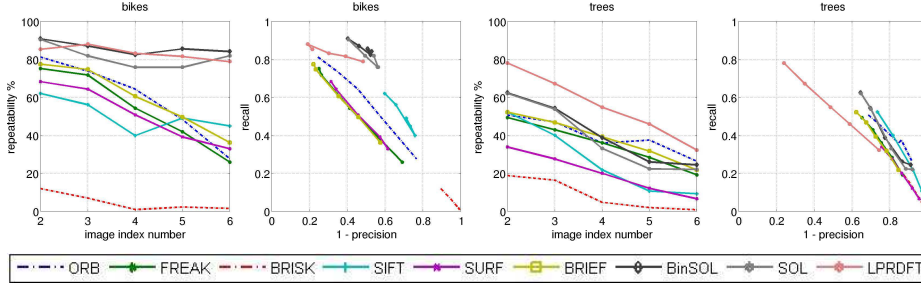 bikes
100
80
60
40
20
0
repeatability %
2 3 4 5 6
image index number
bikes
1
0.8
0.6
0.4
0.2
0
recall
0 0.2 0.4 0.6 0.8 1
1 - precision
trees
100
80
60
40
20
0
repeatability %
2 3 4 5 6
image index number
trees
1
0.8
0.6
0.4
0.2
0
recall
0 0.2 0.4 0.6 0.8
1 - precision
ORB FREAK BRISK SIFT SURF BRIEF BinSOL SOL LPRDFT